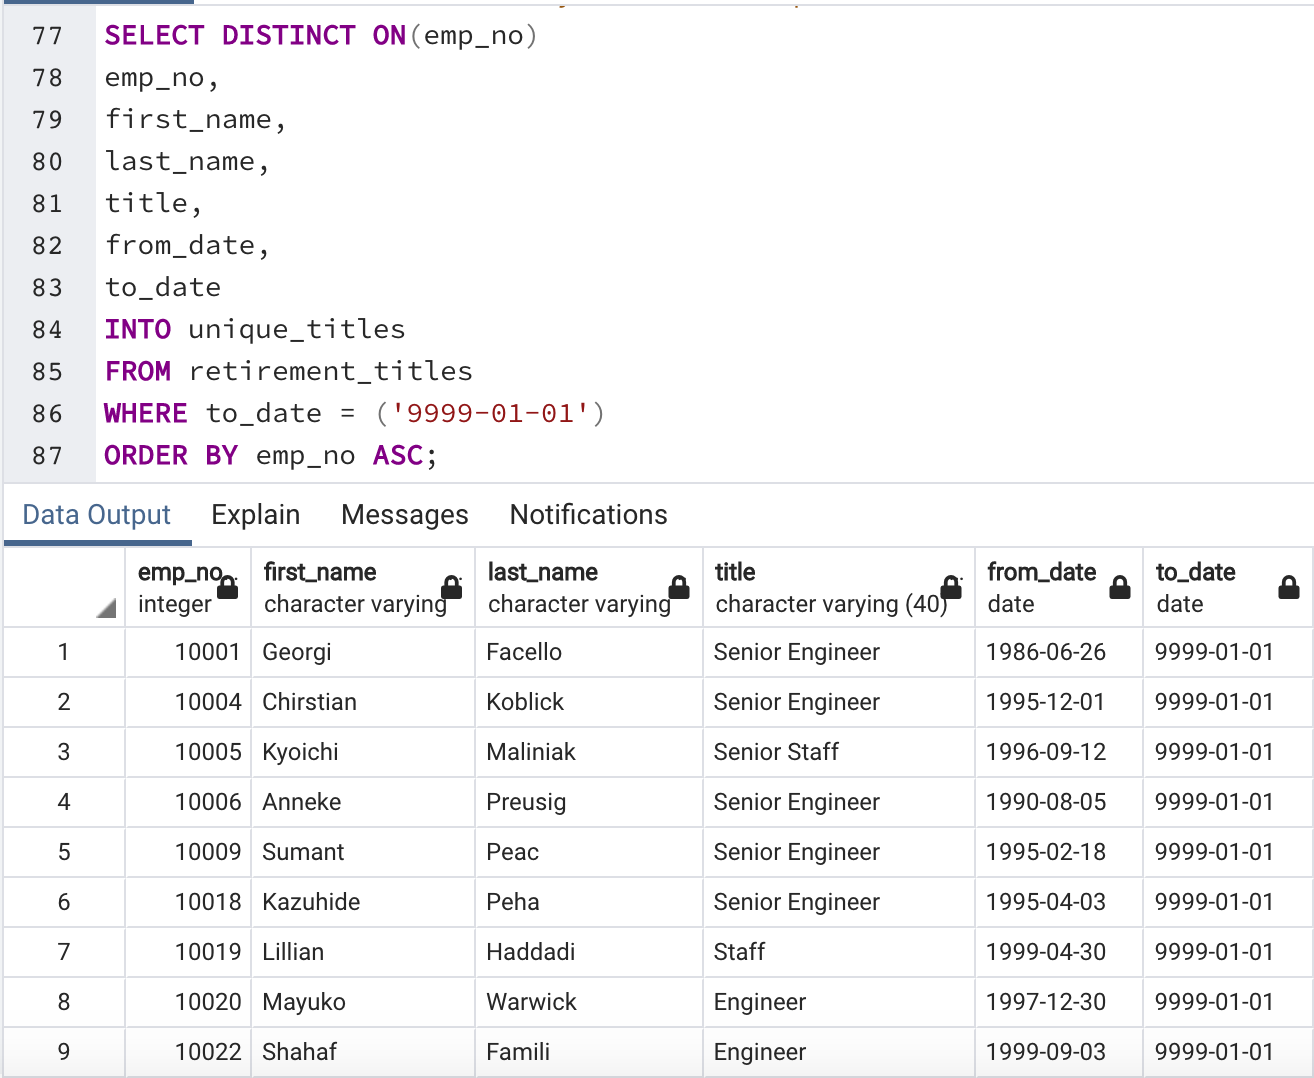 77 SELECT DISTINCT ON(emp_no)
78 emp_no,
79 first_name,
80 last_name,
81 title,
82 from_date,
83 to_date
84 INTO unique_titles
85 FROM retirement_titles
86 WHERE to_date = ('9999-01-01')
87 ORDER BY emp_no ASC;
Data Output Explain Messages Notifications
emp_no first_name last_name title from_date to_date
integer character varying character varying character varying (40) date date
1 10001 Georgi Facello Senior Engineer 1986-06-26 9999-01-01
2 10004 Chirstian Koblick Senior Engineer 1995-12-01 9999-01-01
3 10005 Kyoichi Maliniak Senior Staff 1996-09-12 9999-01-01
4 10006 Anneke Preusig Senior Engineer 1990-08-05 9999-01-01
5 10009 Sumant Peac Senior Engineer 1995-02-18 9999-01-01
6 10018 Kazuhide Peha Senior Engineer 1995-04-03 9999-01-01
7 10019 Lillian Haddadi Staff 1999-04-30 9999-01-01
8 10020 Mayuko Warwick Engineer 1997-12-30 9999-01-01
9 10022 Shahaf Famili Engineer 1999-09-03 9999-01-01